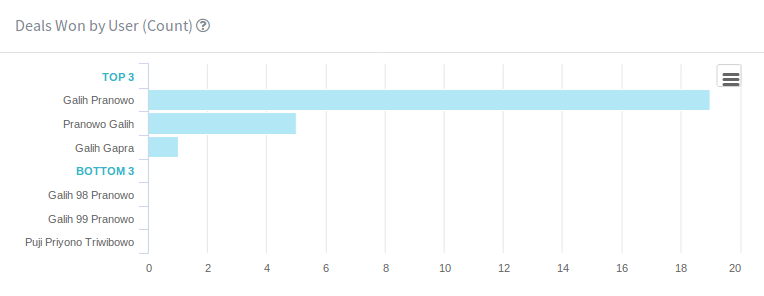 Deals Won by User (Count) ?
TOP 3
Galih Pranowo
Pranowo Galih
Galih Gapra
BOTTOM 3
Galih 98 Pranowo
Galih 99 Pranowo
Puji Priyono Triwibowo
0 2 4 6 8 10 12 14 16 18 20